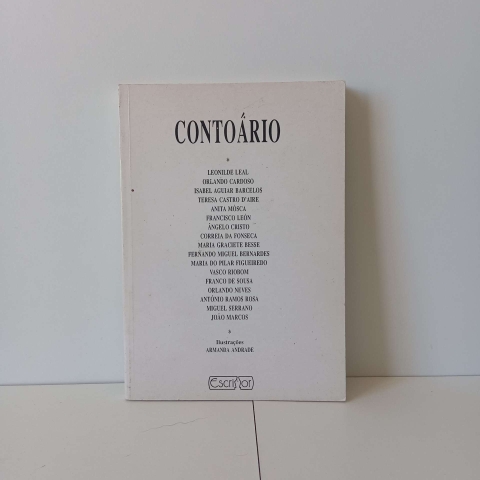 CONTOÁRIO
*
LEONILDE LEAL
ORLANDO CARDOSO
ISABEL AGUIAR BARCELOS
TERESA CASTRO D'AIRE
ANITA MÓSCA
FRANCISCO LEÓN
ÂNGELO CRISTO
CORREIA DA FONSECA
MARIA GRACIETE BESSE
FERNANDO MIGUEL BERNARDES
MARIA DO PILAR FIGUEIREDO
VASCO RIOBOM
FRANCO DE SOUSA
ORLANDO NEVES
ANTÓNIO RAMOS ROSA
MIGUEL SERRANO
JOÃO MARCOS
*
Ilustrações
ARMANDA ANDRADE
Escritor